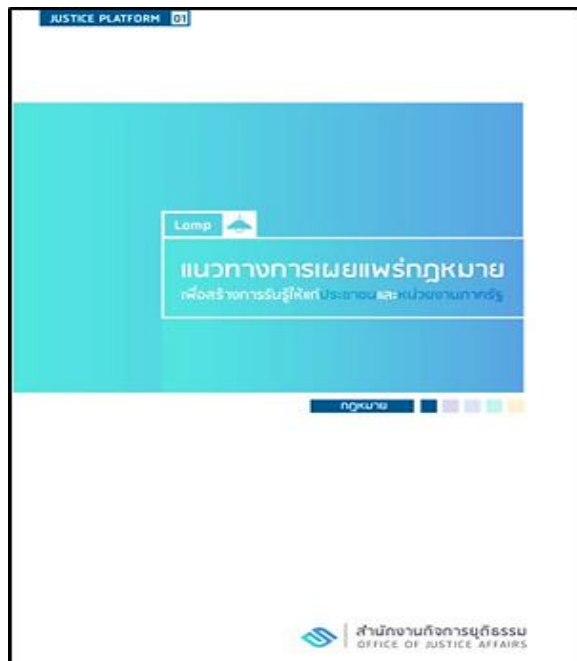 JUSTICE PLATFORM 01
Lomp
แนวทางการเผยแพร่กฎหมาย
เพื่อสร้างการรับรู้ให้แก่ประชาชนและหน่วยงานภาครัฐ
กฎหมาย
สำนักงานกิจการยุติธรรม
OFFICE OF JUSTICE AFFAIRS